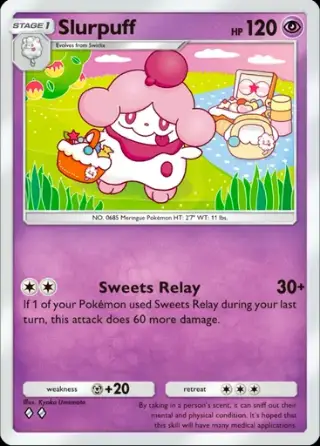 STAGE 1 Slurpuff HP 120
Evolves from Swirlix
NO. 0685 Meringue Pokémon HT: 2'7" WT: 11 lbs.
Sweets Relay 30+
If 1 of your Pokémon used Sweets Relay during your last
turn, this attack does 60 more damage.
weakness +20 retreat
Illus. Kyoko Umemoto
By taking in a person's scent, it can sniff out their
mental and physical condition. It's hoped that
this skill will have many medical applications.